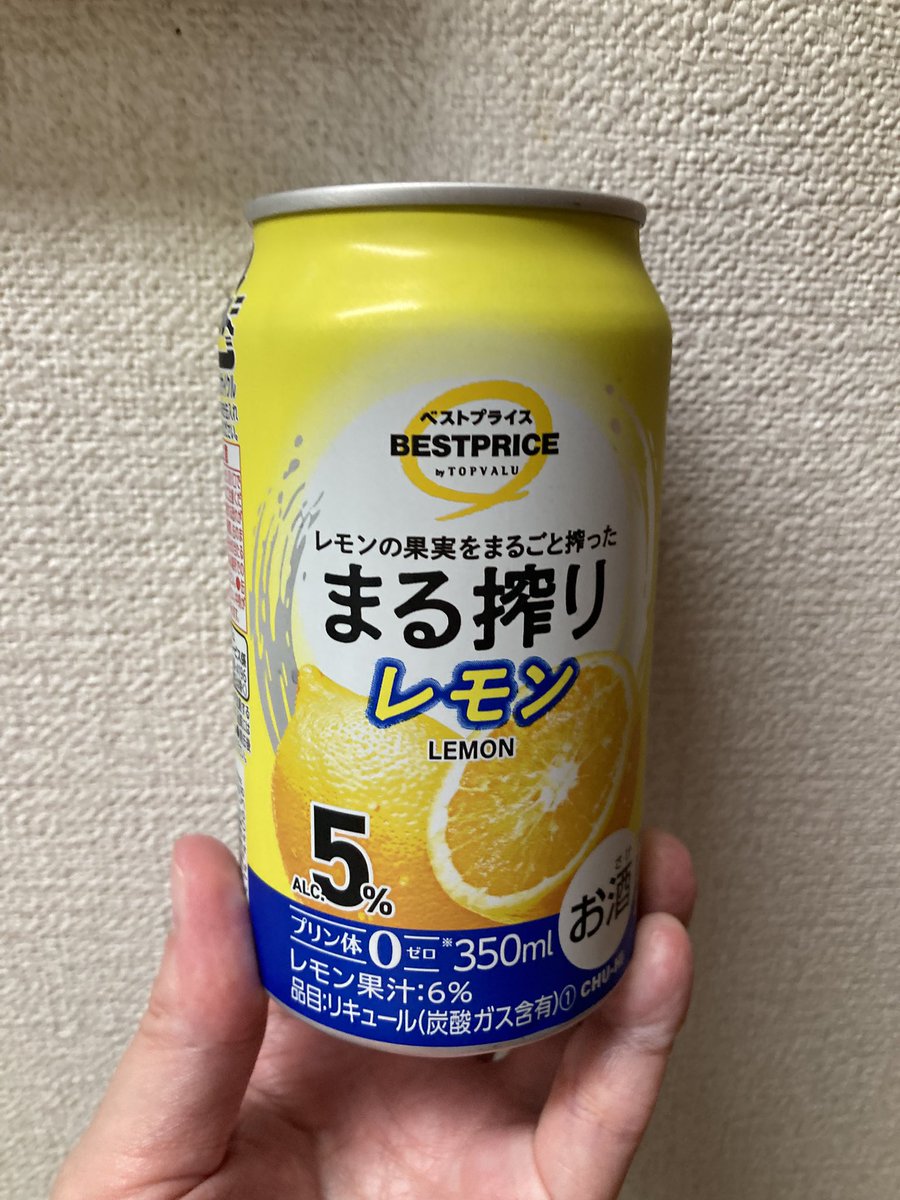 ベストプライス
BESTPRICE
by TOPVALU
レモンの果実をまるごと搾った
まる搾り
レモン
LEMON
ALC.5%
さけ
お酒
プリン体0ゼロ※350ml
レモン果汁:6%
品目:リキュール(炭酸ガス含有)①